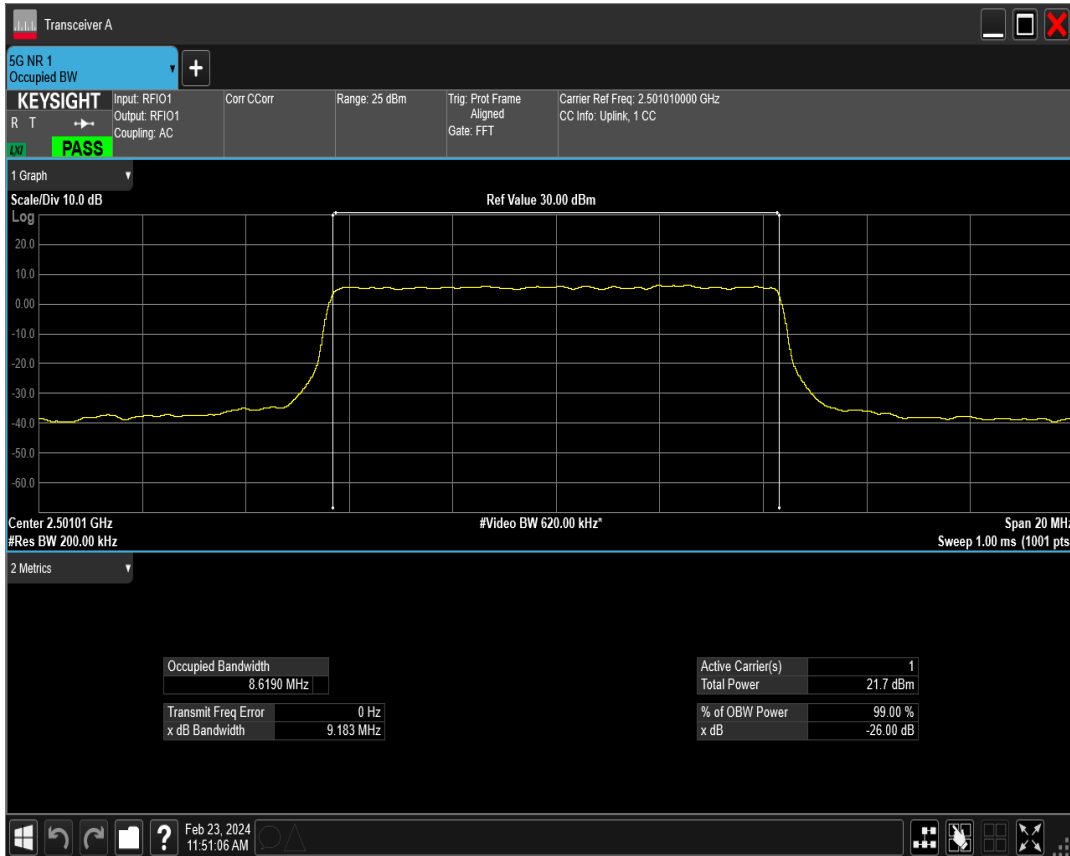 Transceiver A
5G NR 1
Occupied BW
+
KEYSIGHT
R T
LXI
PASS
Input: RFIO1
Output: RFIO1
Coupling: AC
Corr CCorr
Range: 25 dBm
Trig: Prot Frame
Aligned
Gate: FFT
Carrier Ref Freq: 2.501010000 GHz
CC Info: Uplink, 1 CC
1 Graph
Scale/Div 10.0 dB
Ref Value 30.00 dBm
Log
20.0
10.0
0.00
-10.0
-20.0
-30.0
-40.0
-50.0
-60.0
Center 2.50101 GHz
#Video BW 620.00 kHz*
Span 20 MHz
#Res BW 200.00 kHz
Sweep 1.00 ms (1001 pts
2 Metrics
Occupied Bandwidth
8.6190 MHz
Transmit Freq Error 0 Hz
x dB Bandwidth 9.183 MHz
Active Carrier(s) 1
Total Power 21.7 dBm
% of OBW Power 99.00 %
x dB -26.00 dB
?
Feb 23, 2024
11:51:06 AM